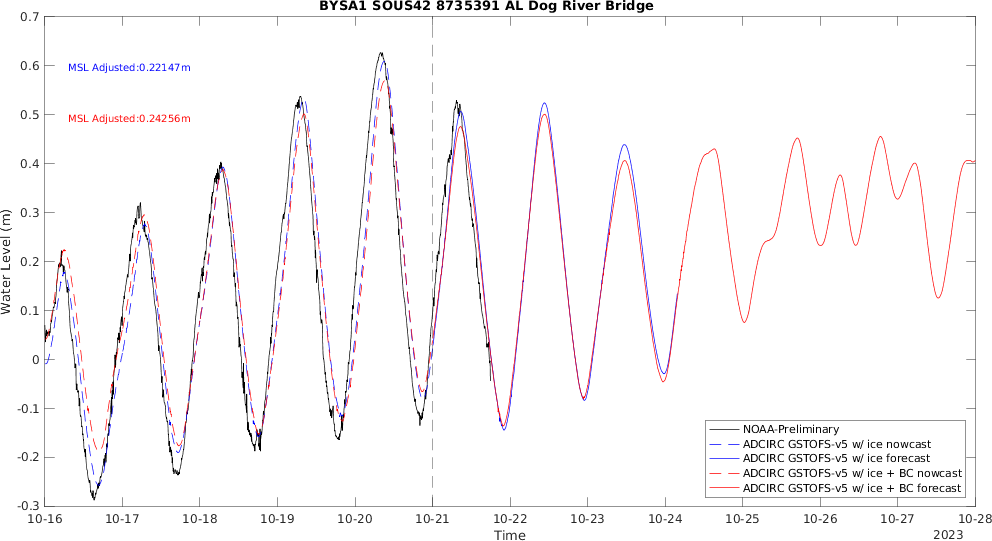 BYSA1 SOUS42 8735391 AL Dog River Bridge
0.7
0.6
0.5
0.4
0.3
0.2
0.1
0
-0.1
-0.2
-0.3
Water Level (m)
MSL Adjusted:0.22147m
MSL Adjusted:0.24256m
NOAA-Preliminary
ADCIRC GSTOFS-v5 w/ ice nowcast
ADCIRC GSTOFS-v5 w/ ice forecast
ADCIRC GSTOFS-v5 w/ ice + BC nowcast
ADCIRC GSTOFS-v5 w/ ice + BC forecast
10-16 10-17 10-18 10-19 10-20 10-21 10-22 10-23 10-24 10-25 10-26 10-27 10-28
Time
2023